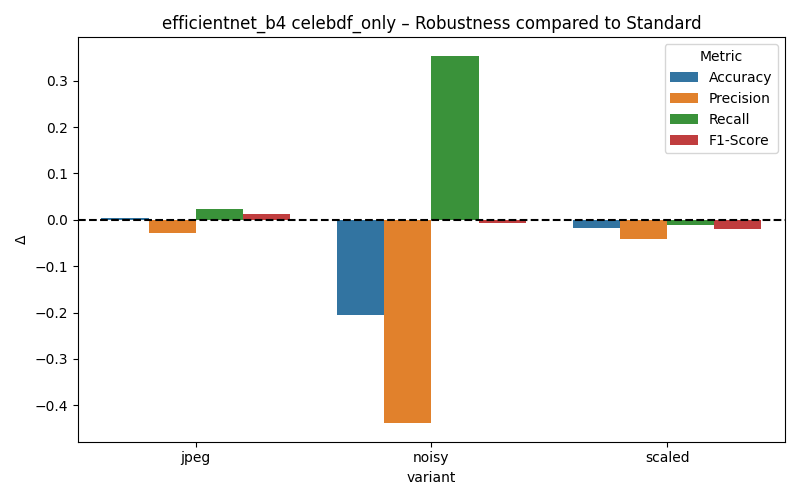 efficientnet_b4 celebdf_only – Robustness compared to Standard
Metric
Accuracy
Precision
Recall
F1-Score
0.3
0.2
0.1
0.0
−0.1
−0.2
−0.3
−0.4
Δ
jpeg
noisy
scaled
variant